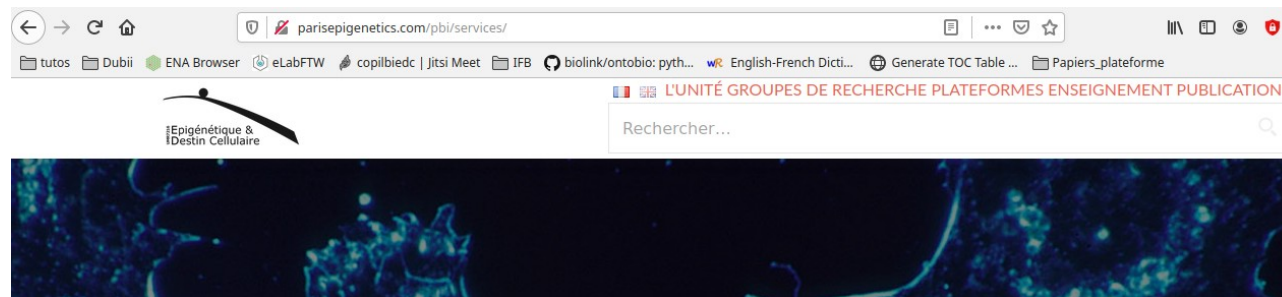 parisepigenetics.com/pbi/services/
tutos Dubii ENA Browser eLabFTW copilbiedc | Jitsi Meet IFB biolink/ontobio: pyth... WR English-French Dicti... Generate TOC Table ... Papiers_plateforme
L'UNITÉ GROUPES DE RECHERCHE PLATEFORMES ENSEIGNEMENT PUBLICATION
Rechercher...
Epigénétique &
Destin Cellulaire